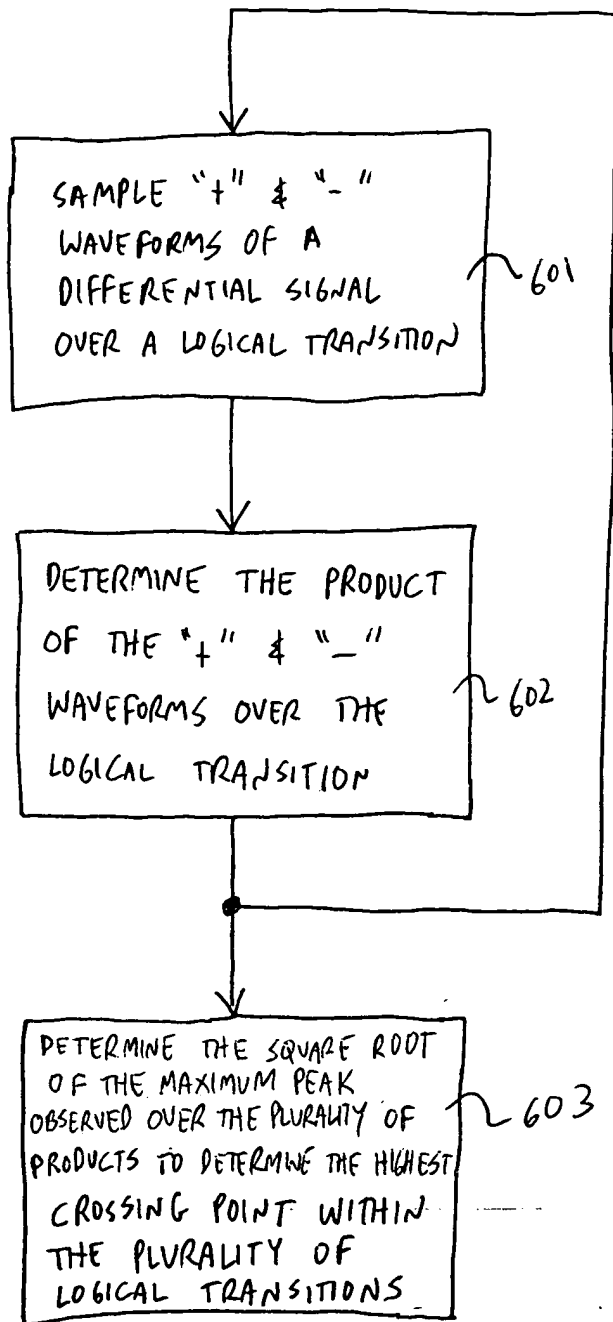 SAMPLE "+" & "-"
WAVEFORMS OF A
DIFFERENTIAL SIGNAL
OVER A LOGICAL TRANSITION
601
DETERMINE THE PRODUCT
OF THE "+" & "-"
WAVEFORMS OVER THE
LOGICAL TRANSITION
602
DETERMINE THE SQUARE ROOT
OF THE MAXIMUM PEAK
OBSERVED OVER THE PLURALITY OF
PRODUCTS TO DETERMINE THE HIGHEST
CROSSING POINT WITHIN
THE PLURALITY OF
LOGICAL TRANSITIONS
603